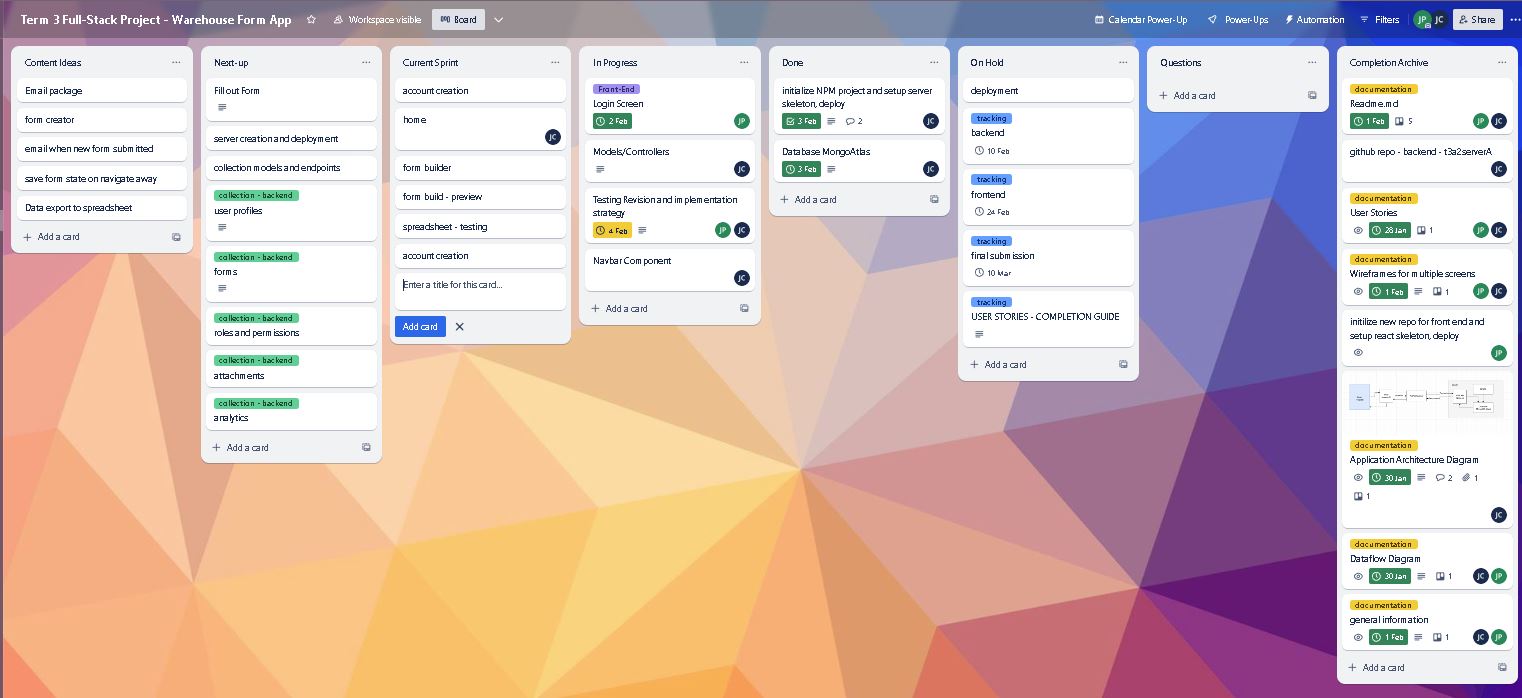 Term 3 Full-Stack Project - Warehouse Form App
Workspace visible
Board
Calendar Power-Up
Power-Ups
Automation
Filters
JP
JC
Share
Content Ideas
Email package
form creator
email when new form submitted
save form state on navigate away
Data export to spreadsheet
Add a card
Next-up
Fill out Form
server creation and deployment
collection models and endpoints
collection - backend
user profiles
collection - backend
forms
collection - backend
roles and permissions
collection - backend
attachments
collection - backend
analytics
Add a card
Current Sprint
account creation
home
JC
form builder
form build - preview
spreadsheet - testing
account creation
Enter a title for this card...
Add card
In Progress
Front-End
Login Screen
2 Feb
JP
Models/Controllers
JC
Testing Revision and implementation
strategy
4 Feb
JP
JC
Navbar Component
JC
Add a card
Done
initialize NPM project and setup server
skeleton, deploy
3 Feb
2
JC
Database MongoAtlas
3 Feb
JC
Add a card
On Hold
deployment
tracking
backend
10 Feb
tracking
frontend
24 Feb
tracking
final submission
10 Mar
tracking
USER STORIES - COMPLETION GUIDE
Add a card
Questions
Add a card
Completion Archive
documentation
Readme.md
1 Feb
5
JP
JC
github repo - backend - t3a2serverA
JC
documentation
User Stories
28 Jan
1
JP
JC
documentation
Wireframes for multiple screens
1 Feb
1
JP
JC
initilize new repo for front end and
setup react skeleton, deploy
JP
documentation
Application Architecture Diagram
30 Jan
2
1
1
JC
documentation
Dataflow Diagram
30 Jan
1
JC
JP
documentation
general information
1 Feb
1
JC
JP
Add a card